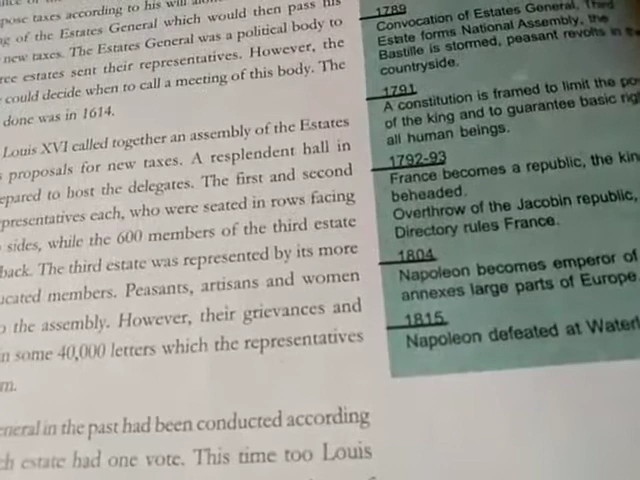 pose taxes according to his will alone
of the Estates General which would then pass his
new taxes. The Estates General was a political body to
estates sent their representatives. However, the
could decide when to call a meeting of this body. The
done was in 1614.
Louis XVI called together an assembly of the Estates
proposals for new taxes. A resplendent hall in
epared to host the delegates. The first and second
presentatives each, who were seated in rows facing
sides, while the 600 members of the third estate
back. The third estate was represented by its more
ucated members. Peasants, artisans and women
o the assembly. However, their grievances and
in some 40,000 letters which the representatives
m.
eneral in the past had been conducted according
ch estate had one vote. This time too Louis
1789
Convocation of Estates General, Third
Estate forms National Assembly, the
Bastille is stormed, peasant revolts in the
countryside.
1791
A constitution is framed to limit the po
of the king and to guarantee basic rig
all human beings.
1792-93
France becomes a republic, the kin
beheaded.
Overthrow of the Jacobin republic,
Directory rules France.
1804
Napoleon becomes emperor of
annexes large parts of Europe
1815
Napoleon defeated at Waterl